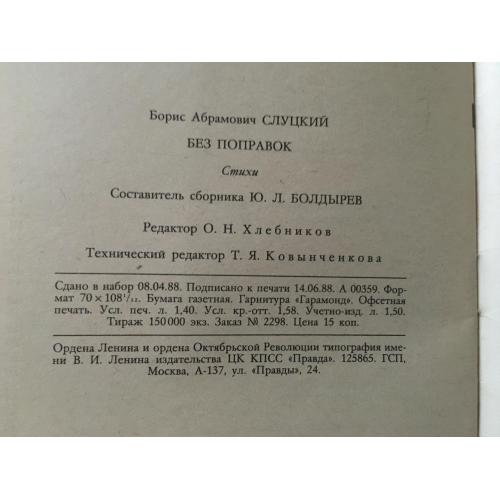 Борис Абрамович СЛУЦКИЙ
БЕЗ ПОПРАВОК
Стихи
Составитель сборника Ю. Л. БОЛДЫРЕВ
Редактор О. Н. Хлебников
Технический редактор Т. Я. Ковынченкова
Сдано в набор 08.04.88. Подписано к печати 14.06.88. А 00359. Фор-
мат 70×108¹/₃₂. Бумага газетная. Гарнитура «Гарамонд». Офсетная
печать. Усл. печ. л. 1,40. Усл. кр.-отт. 1,58. Учетно-изд. л. 1,50.
Тираж 150 000 экз. Заказ № 2298. Цена 15 коп.
Ордена Ленина и ордена Октябрьской Революции типография име-
ни В. И. Ленина издательства ЦК КПСС «Правда». 125865. ГСП,
Москва, А-137, ул. «Правды», 24.